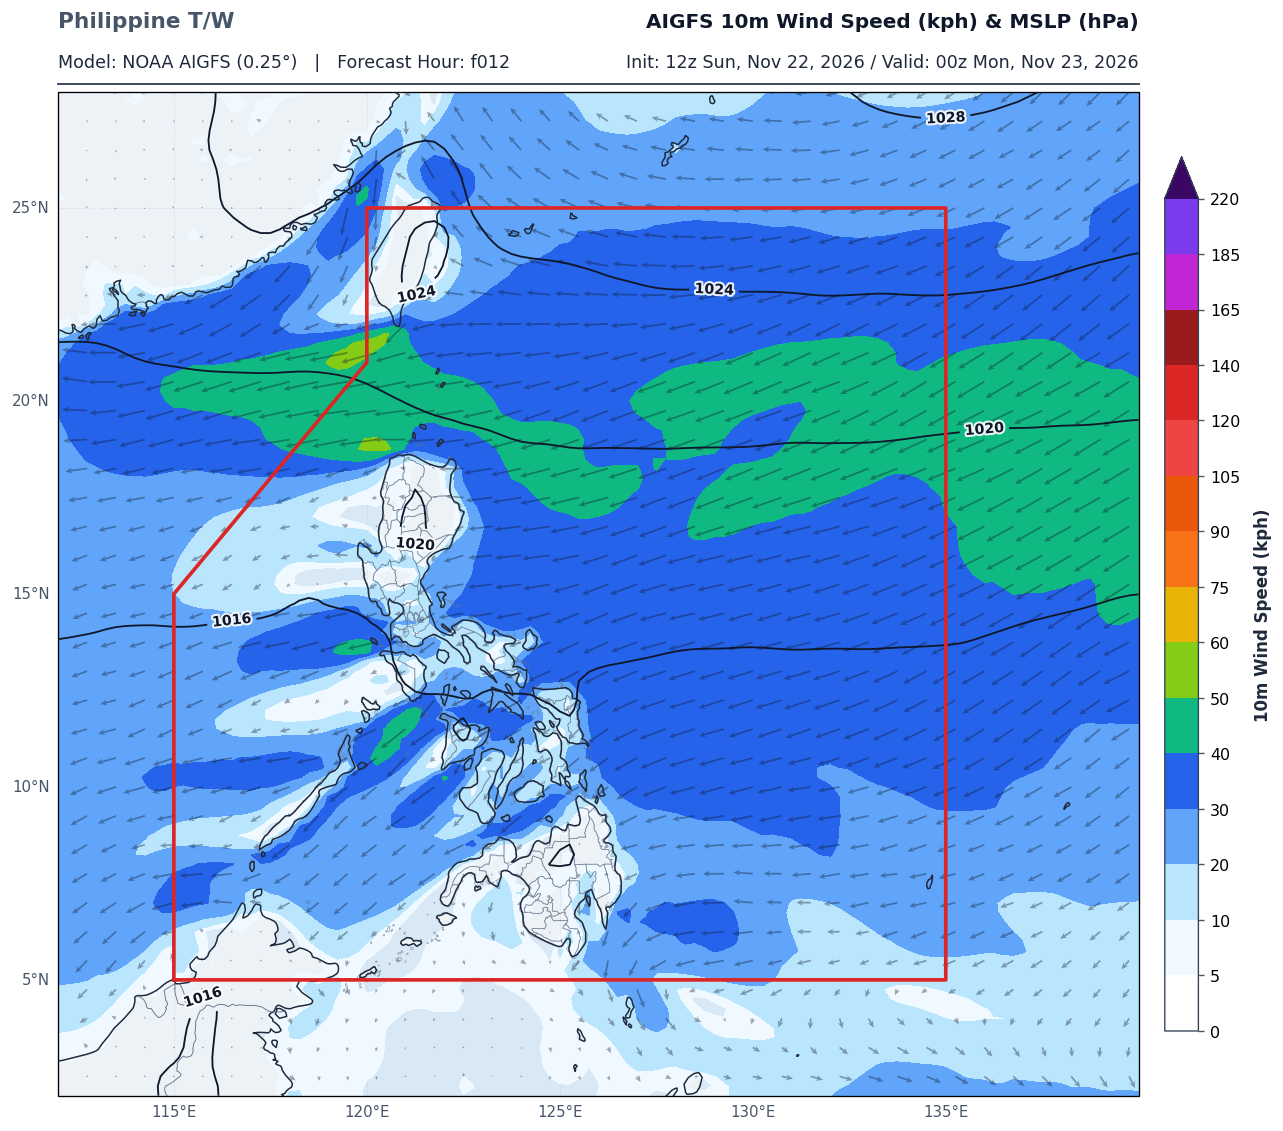 Philippine T/W
AIGFS 10m Wind Speed (kph) & MSLP (hPa)
Model: NOAA AIGFS (0.25°) | Forecast Hour: f012
Init: 12z Sun, Nov 22, 2026 / Valid: 00z Mon, Nov 23, 2026
1028
25°N
1024
1024
20°N
1020
1020
15°N
1016
10°N
5°N
1016
115°E
120°E
125°E
130°E
135°E
220
185
165
140
120
105
90
75
60
50
40
30
20
10
5
0
10m Wind Speed (kph)